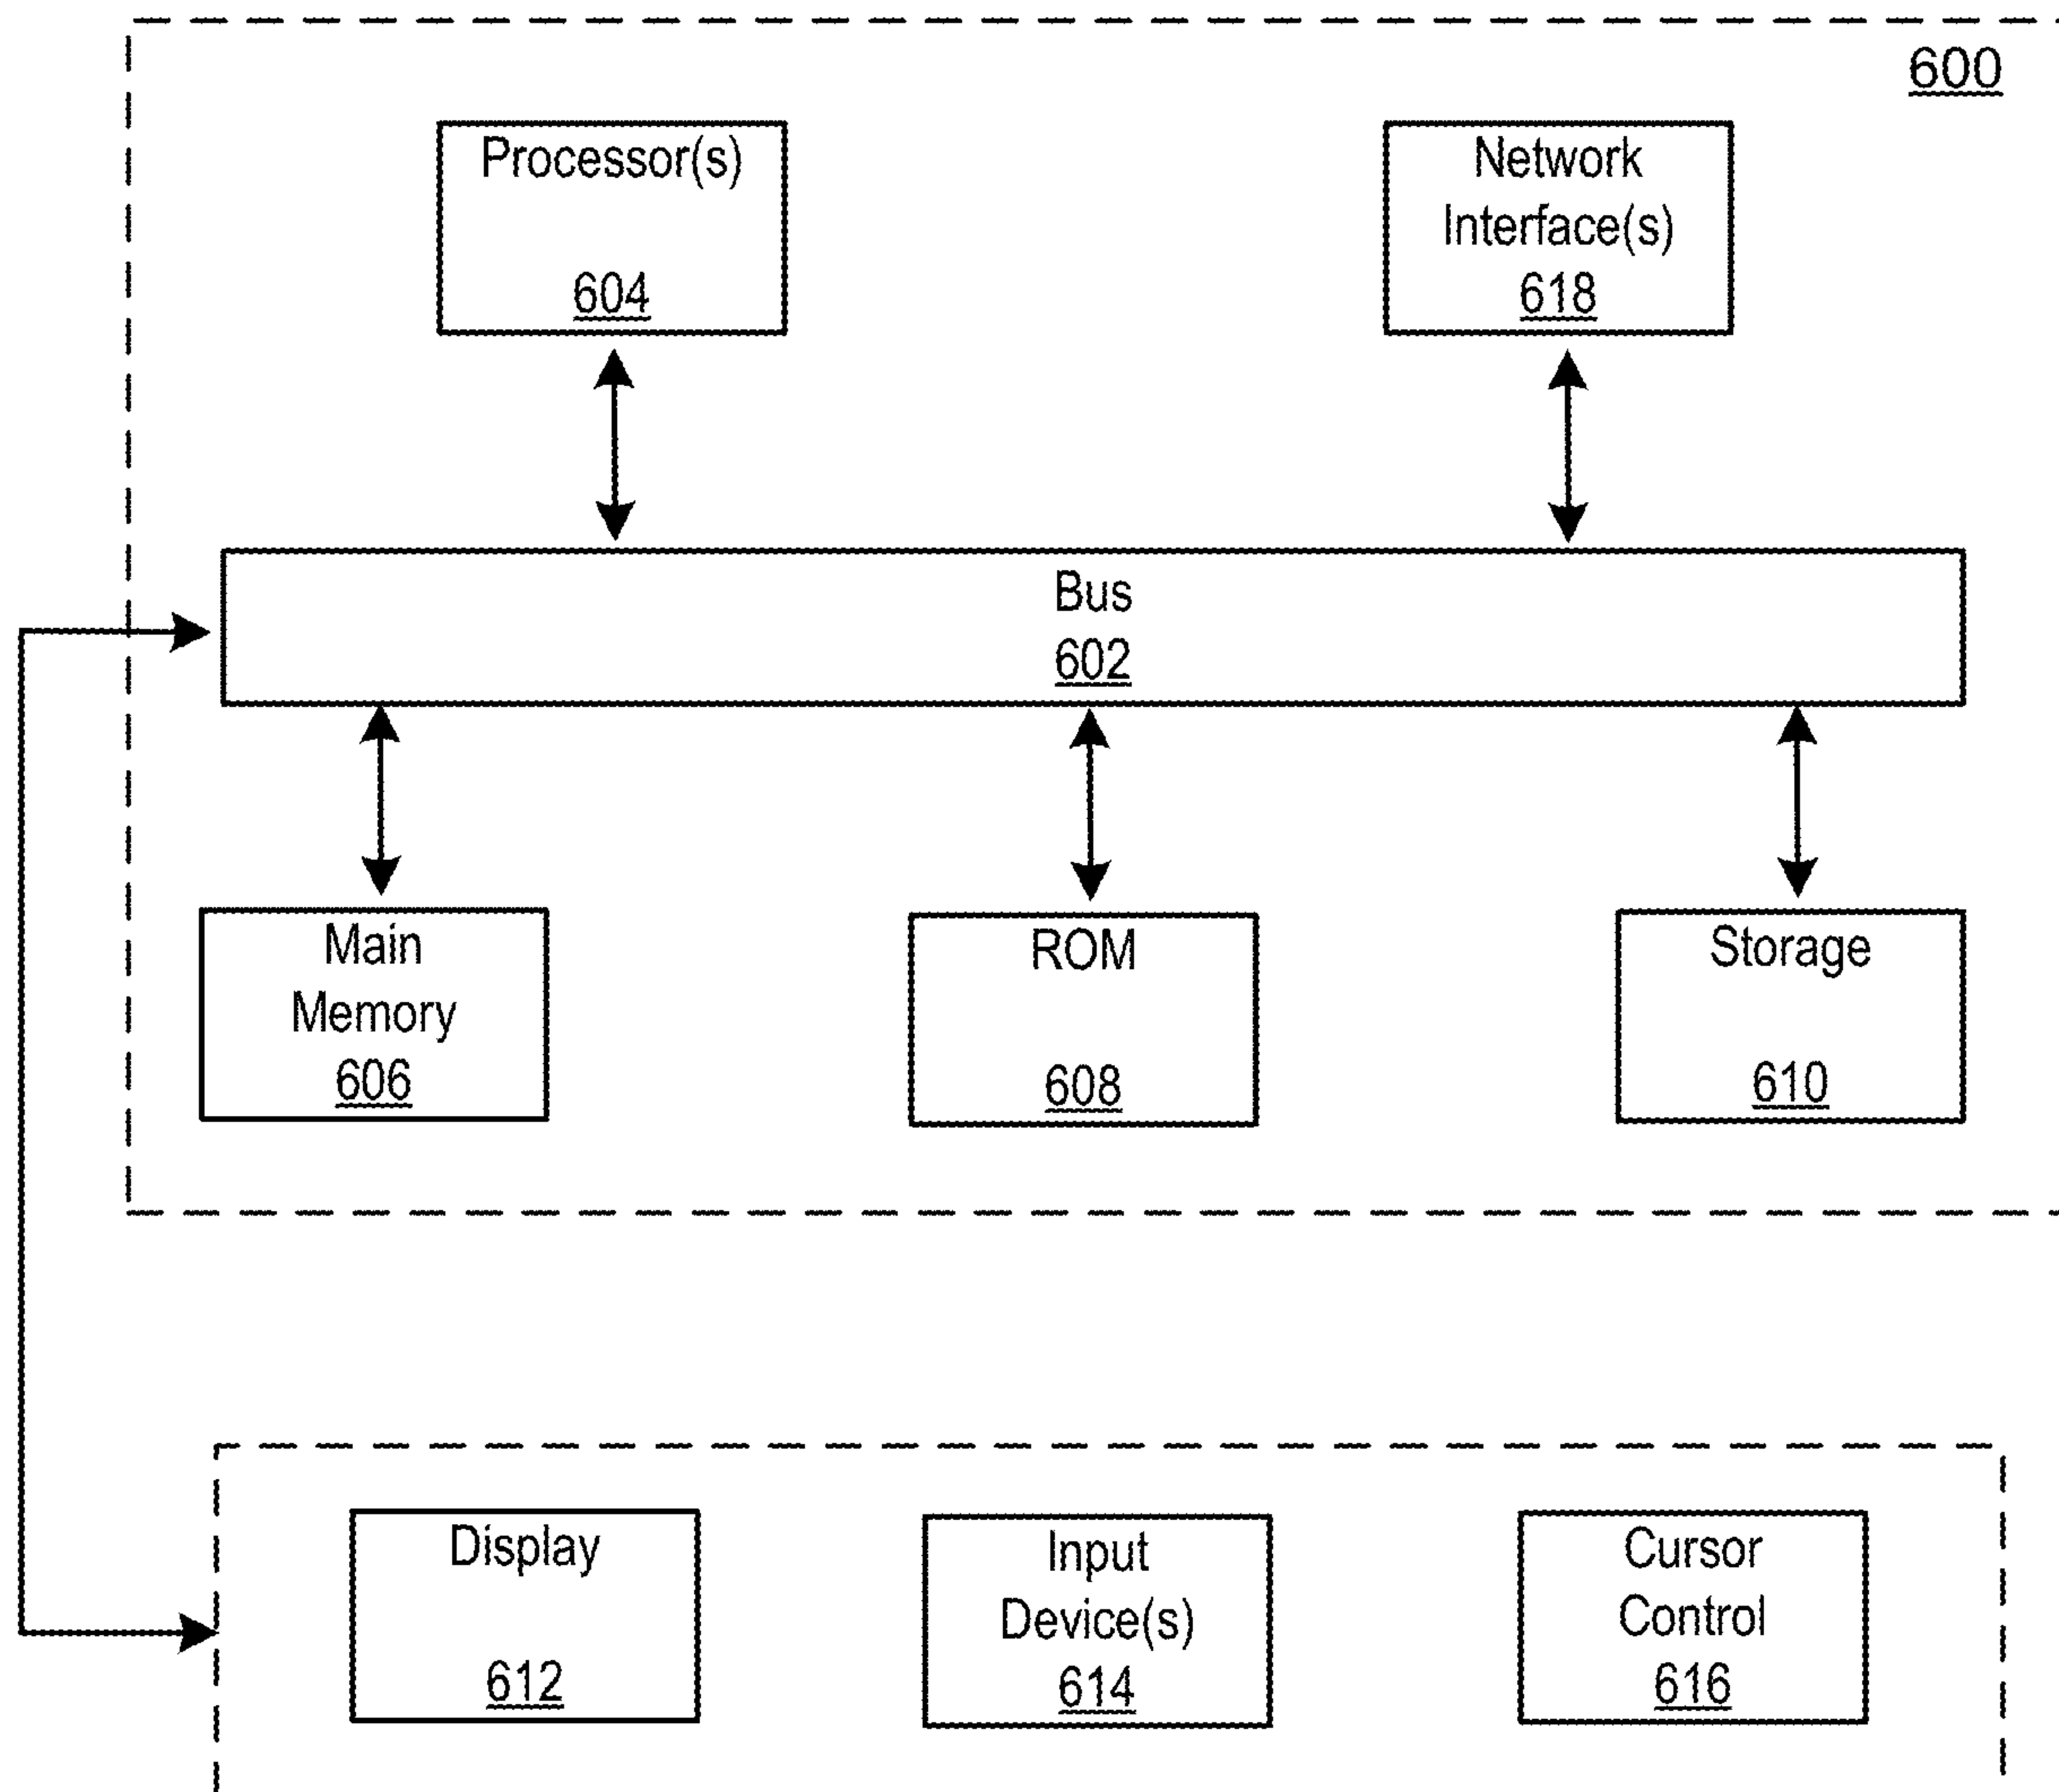 600
Processor(s)
604
Network
Interface(s)
618
Bus
602
Main
Memory
606
ROM
608
Storage
610
Display
612
Input
Device(s)
614
Cursor
Control
616